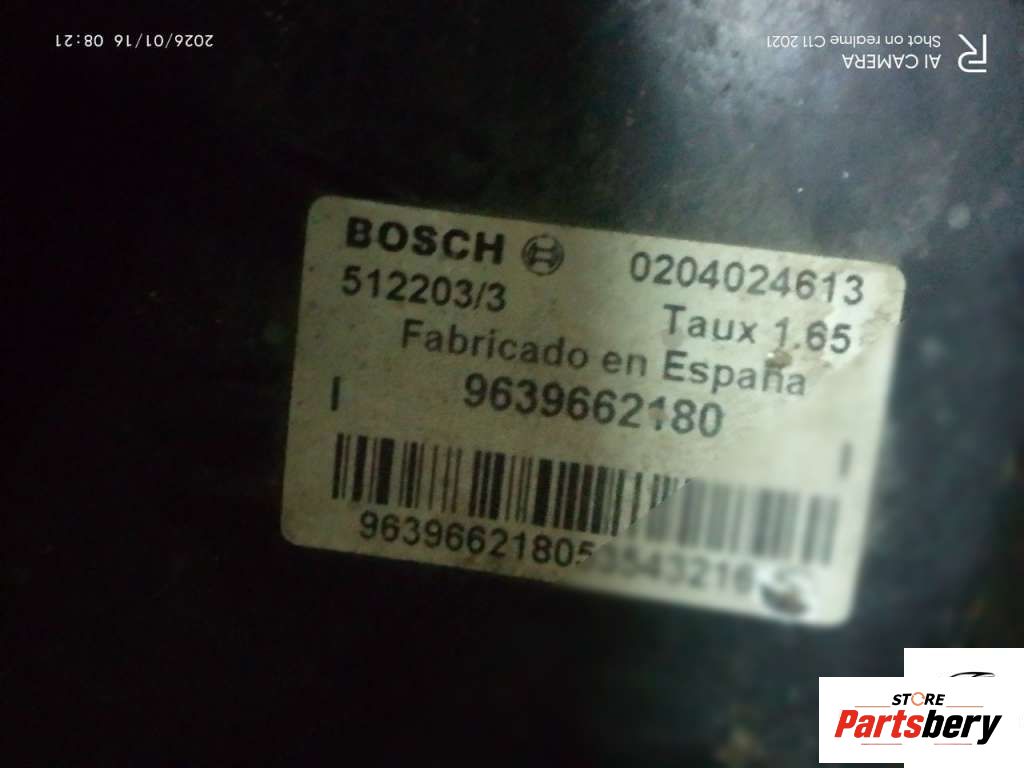 2026/01/16 08:21
AI CAMERA
Shot on realme C11 2021
BOSCH 0204024613
512203/3 Taux 1.65
Fabricado en España
I 9639662180 I
96396621805
STORE
Partsbery